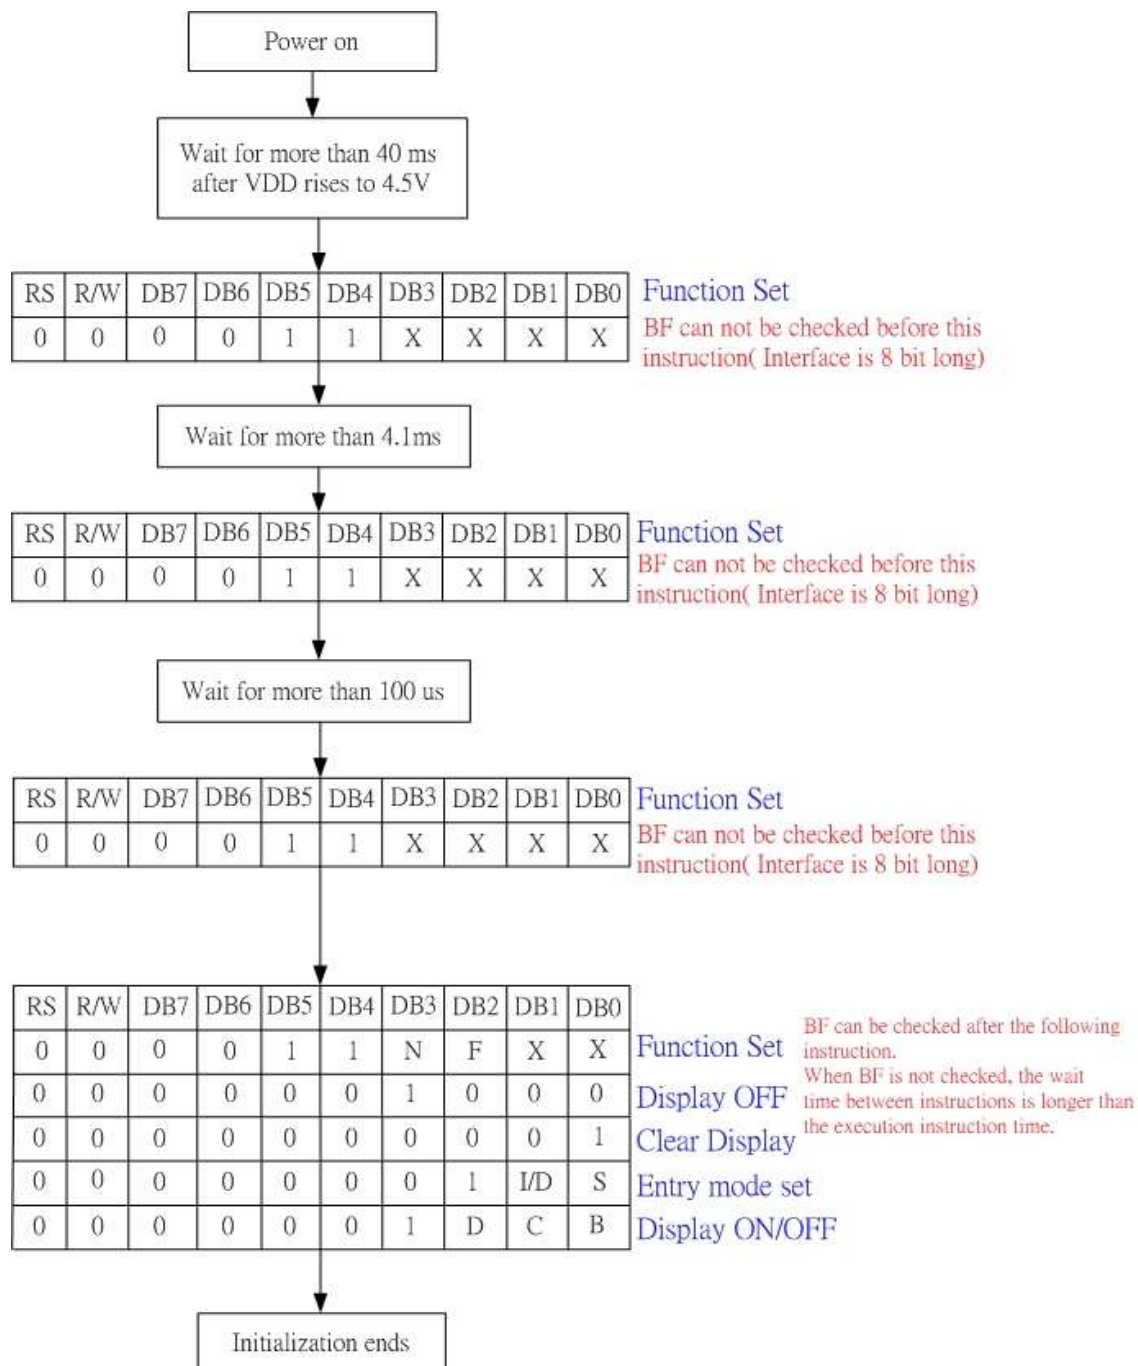 Power on
Wait for more than 40 ms
after VDD rises to 4.5V
RS R/W DB7 DB6 DB5 DB4 DB3 DB2 DB1 DB0 Function Set
0 0 0 0 1 1 X X X X BF can not be checked before this
instruction( Interface is 8 bit long)
Wait for more than 4.1ms
RS R/W DB7 DB6 DB5 DB4 DB3 DB2 DB1 DB0 Function Set
0 0 0 0 1 1 X X X X BF can not be checked before this
instruction( Interface is 8 bit long)
Wait for more than 100 us
RS R/W DB7 DB6 DB5 DB4 DB3 DB2 DB1 DB0 Function Set
0 0 0 0 1 1 X X X X BF can not be checked before this
instruction( Interface is 8 bit long)
RS R/W DB7 DB6 DB5 DB4 DB3 DB2 DB1 DB0
0 0 0 0 1 1 N F X X Function Set
0 0 0 0 0 0 1 0 0 0 Display OFF
0 0 0 0 0 0 0 0 0 1 Clear Display
0 0 0 0 0 0 0 1 I/D S Entry mode set
0 0 0 0 0 0 1 D C B Display ON/OFF
BF can be checked after the following
instruction.
When BF is not checked, the wait
time between instructions is longer than
the execution instruction time.
Initialization ends